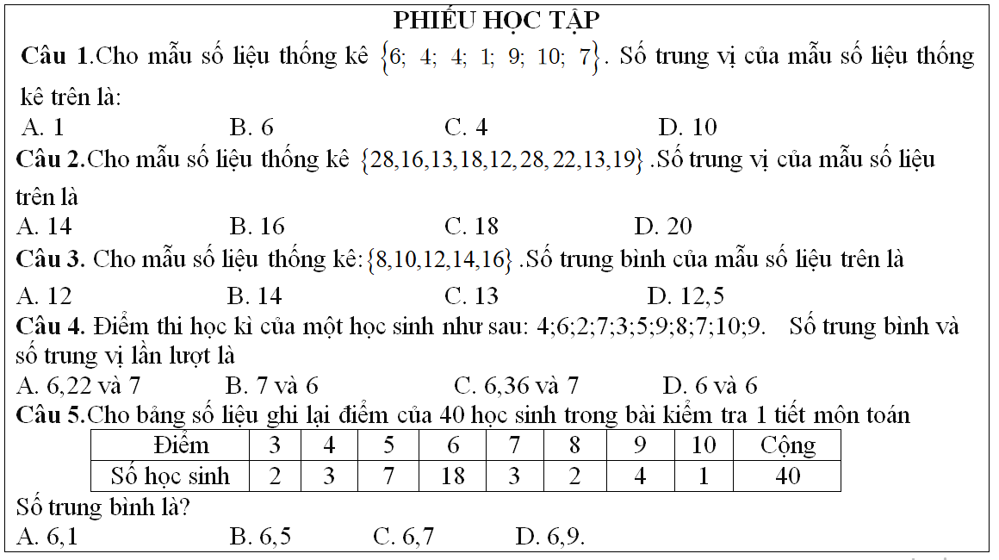 PHIẾU HỌC TẬP
Câu 1.Cho mẫu số liệu thống kê {6; 4; 4; 1; 9; 10; 7}. Số trung vị của mẫu số liệu thống
kê trên là:
A. 1 B. 6 C. 4 D. 10
Câu 2.Cho mẫu số liệu thống kê {28,16,13,18,12,28,22,13,19}.Số trung vị của mẫu số liệu
trên là
A. 14 B. 16 C. 18 D. 20
Câu 3. Cho mẫu số liệu thống kê:{8,10,12,14,16}.Số trung bình của mẫu số liệu trên là
A. 12 B. 14 C. 13 D. 12,5
Câu 4. Điểm thi học kì của một học sinh như sau: 4;6;2;7;3;5;9;8;7;10;9. Số trung bình và
số trung vị lần lượt là
A. 6,22 và 7 B. 7 và 6 C. 6,36 và 7 D. 6 và 6
Câu 5.Cho bảng số liệu ghi lại điểm của 40 học sinh trong bài kiểm tra 1 tiết môn toán
Điểm 3 4 5 6 7 8 9 10 Cộng
Số học sinh 2 3 7 18 3 2 4 1 40
Số trung bình là?
A. 6,1 B. 6,5 C. 6,7 D. 6,9.